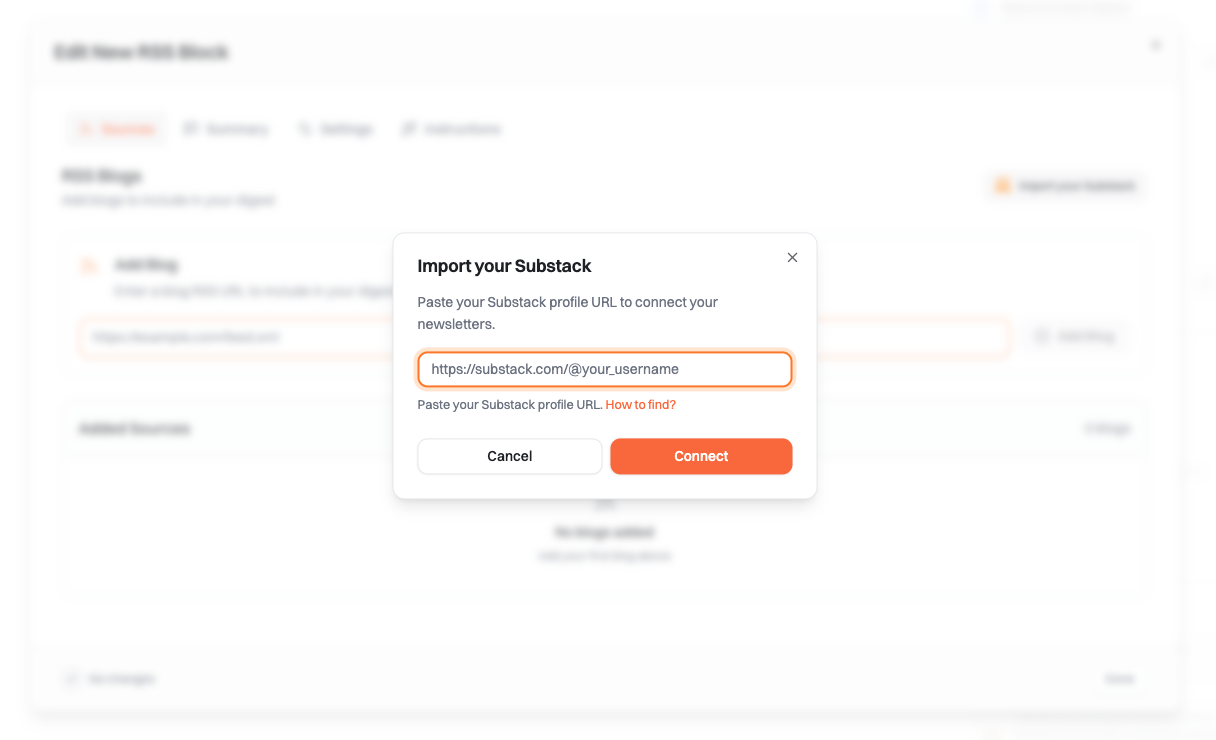 Edit New RSS Block
Sources
Summary
Settings
Instructions
RSS Blogs
Add blogs to include in your digest
Import your Substack
Add Blog
Enter a blog RSS URL to include in your digest
https://example.com/feed.xml
Add Blog
Import your Substack
Paste your Substack profile URL to connect your
newsletters.
https://substack.com/@your_username
Paste your Substack profile URL. How to find?
Cancel
Connect
Added Sources
0 blogs
No blogs added
Add your first blog above
No changes